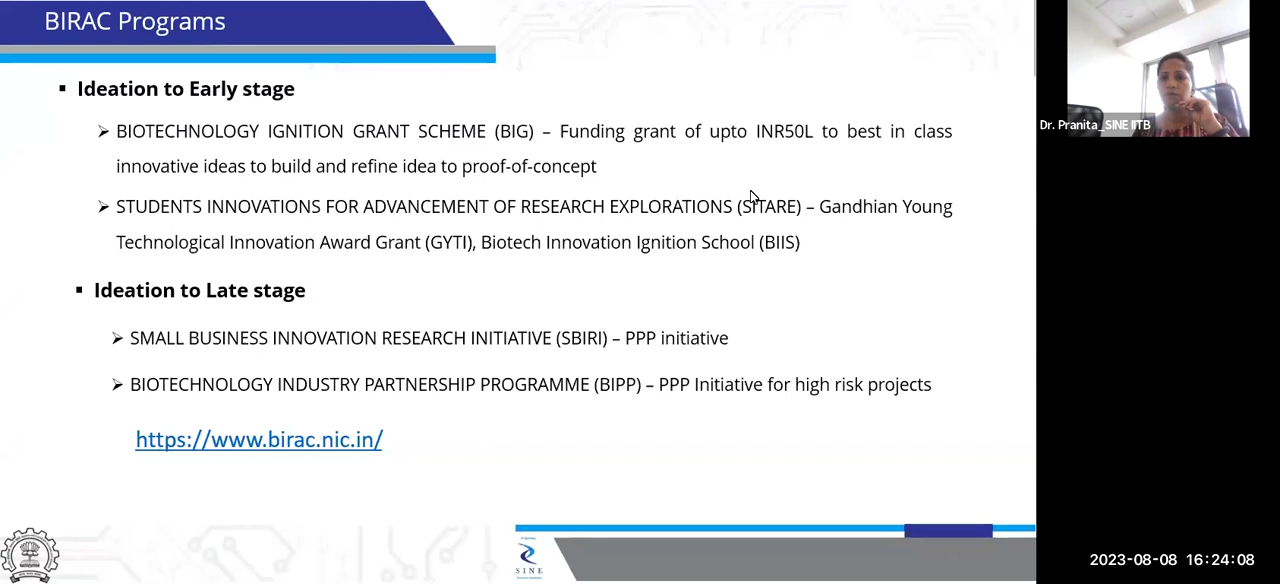 BIRAC Programs
Ideation to Early stage
BIOTECHNOLOGY IGNITION GRANT SCHEME (BIG) – Funding grant of upto INR50L to best in class
innovative ideas to build and refine idea to proof-of-concept
STUDENTS INNOVATIONS FOR ADVANCEMENT OF RESEARCH EXPLORATIONS (SITARE) – Gandhian Young
Technological Innovation Award Grant (GYTI), Biotech Innovation Ignition School (BIIS)
Ideation to Late stage
SMALL BUSINESS INNOVATION RESEARCH INITIATIVE (SBIRI) – PPP initiative
BIOTECHNOLOGY INDUSTRY PARTNERSHIP PROGRAMME (BIPP) – PPP Initiative for high risk projects
https://www.birac.nic.in/
SINE
Dr. Pranita_SINE IITB
2023-08-08 16:24:08